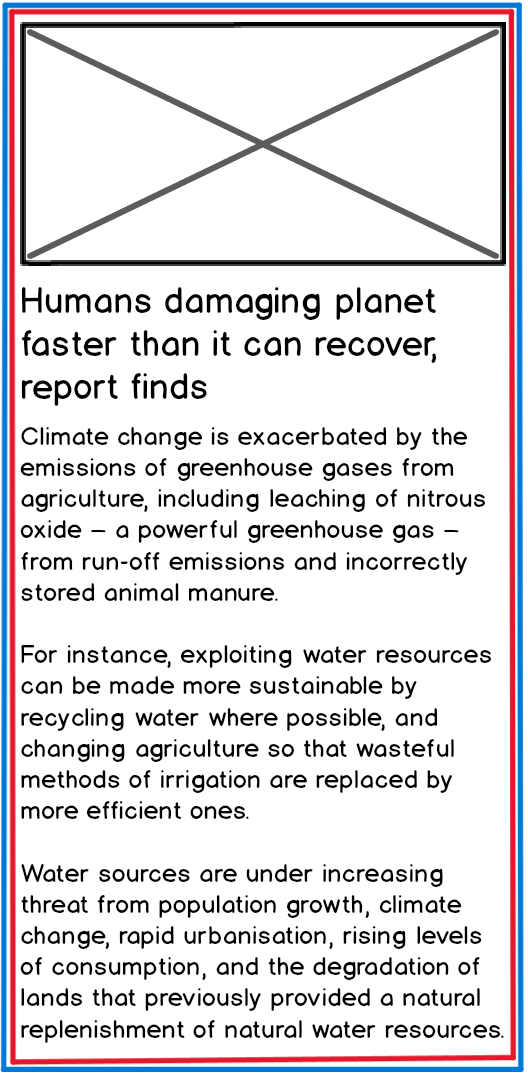 Humans damaging planet
faster than it can recover,
report finds
Climate change is exacerbated by the
emissions of greenhouse gases from
agriculture, including leaching of nitrous
oxide – a powerful greenhouse gas –
from run-off emissions and incorrectly
stored animal manure.
For instance, exploiting water resources
can be made more sustainable by
recycling water where possible, and
changing agriculture so that wasteful
methods of irrigation are replaced by
more efficient ones.
Water sources are under increasing
threat from population growth, climate
change, rapid urbanisation, rising levels
of consumption, and the degradation of
lands that previously provided a natural
replenishment of natural water resources.